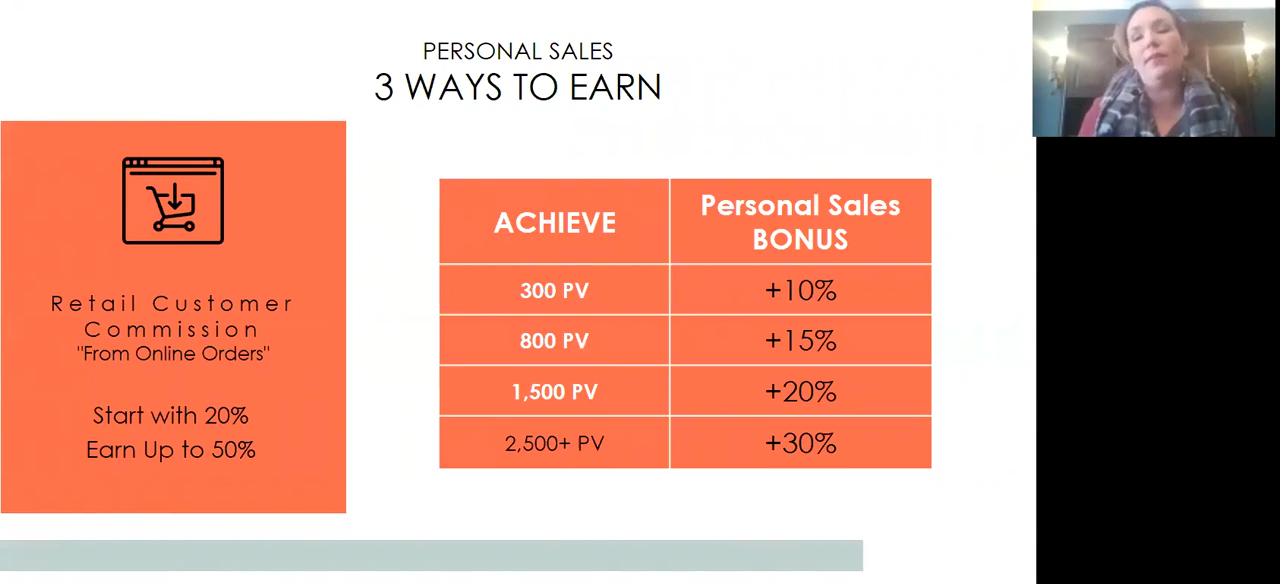 PERSONAL SALES
3 WAYS TO EARN
Retail Customer
Commission
"From Online Orders"
Start with 20%
Earn Up to 50%
ACHIEVE
Personal Sales
BONUS
300 PV
+10%
800 PV
+15%
1,500 PV
+20%
2,500+ PV
+30%